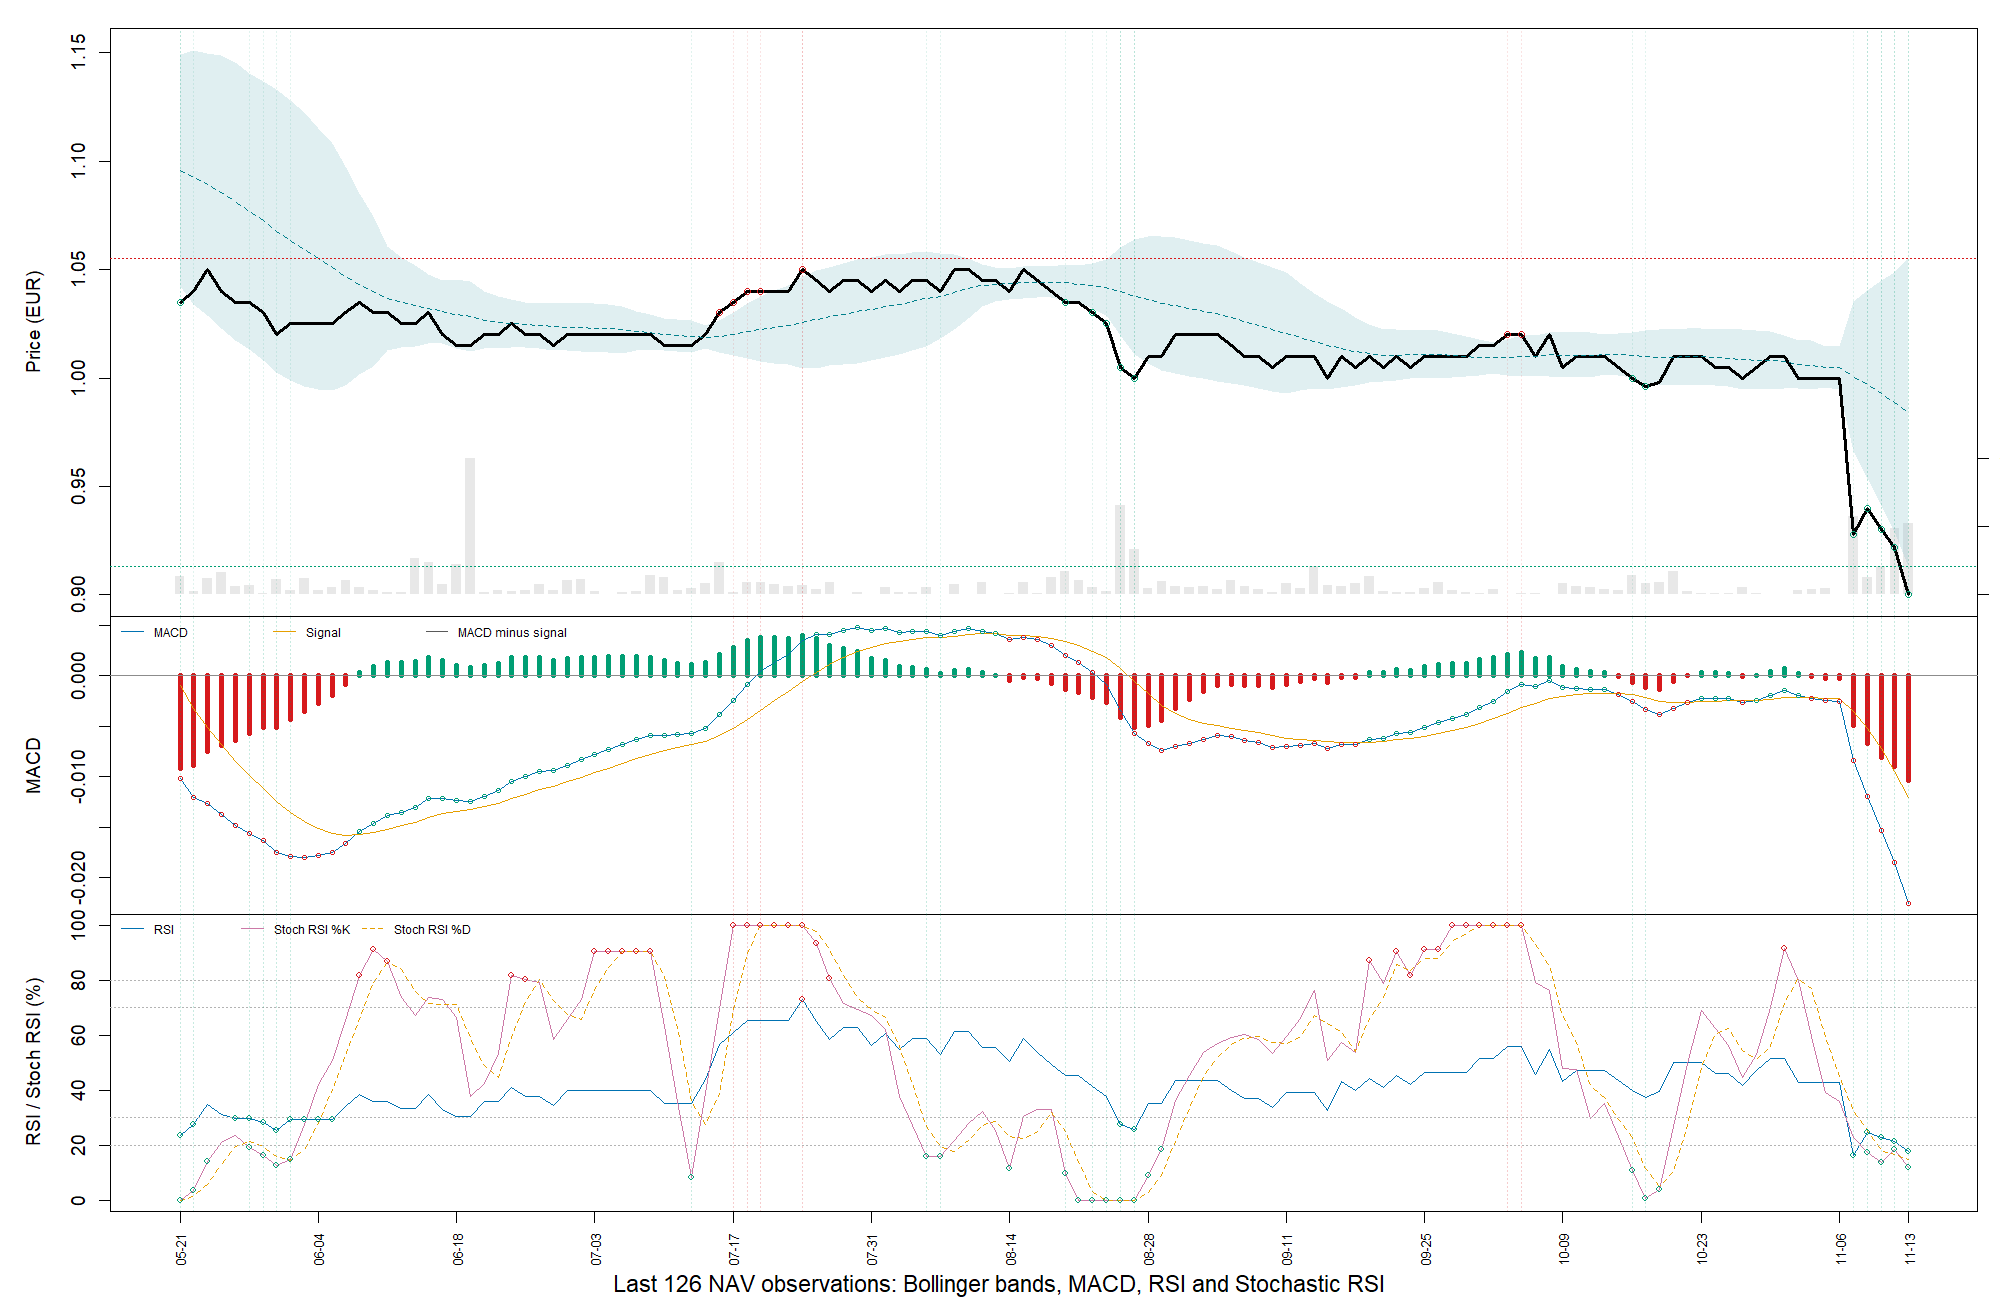 1.15
1.10
1.05
1.00
0.95
0.90
Price (EUR)
MACD
Signal
MACD minus signal
0.000
-0.010
-0.020
MACD
RSI
Stoch RSI %K
Stoch RSI %D
100
80
60
40
20
0
RSI / Stoch RSI (%)
05-21
06-04
06-18
07-03
07-17
07-31
08-14
08-28
09-11
09-25
10-09
10-23
11-06
11-13
Last 126 NAV observations: Bollinger bands, MACD, RSI and Stochastic RSI